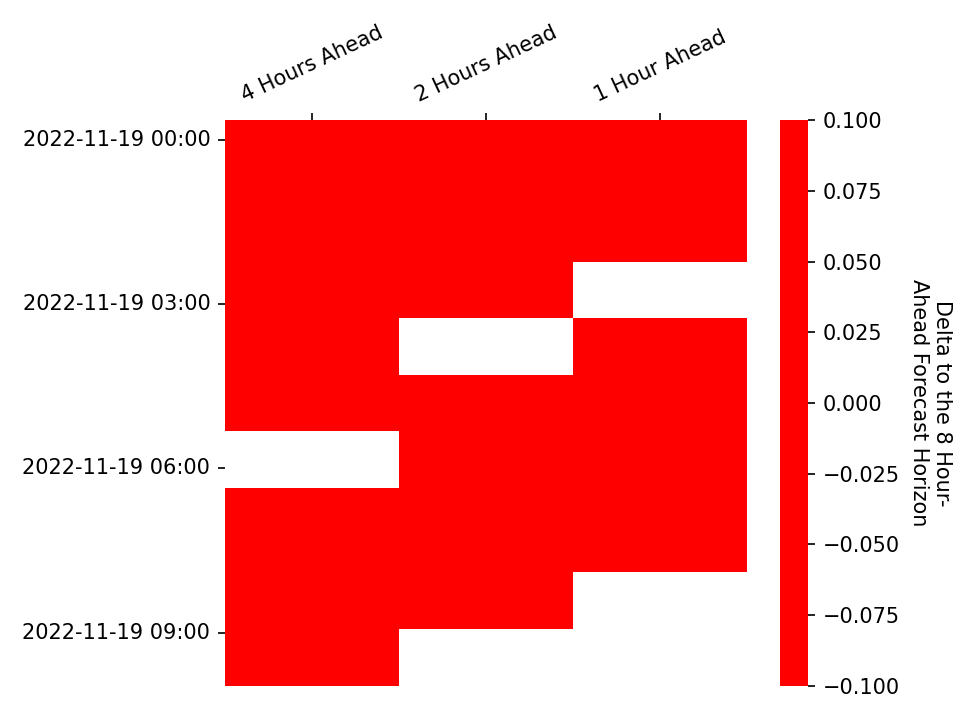 4 Hours Ahead
2 Hours Ahead
1 Hour Ahead
2022-11-19 00:00
2022-11-19 03:00
2022-11-19 06:00
2022-11-19 09:00
0.100
0.075
0.050
0.025
0.000
−0.025
−0.050
−0.075
−0.100
Delta to the 8 Hour-
Ahead Forecast Horizon